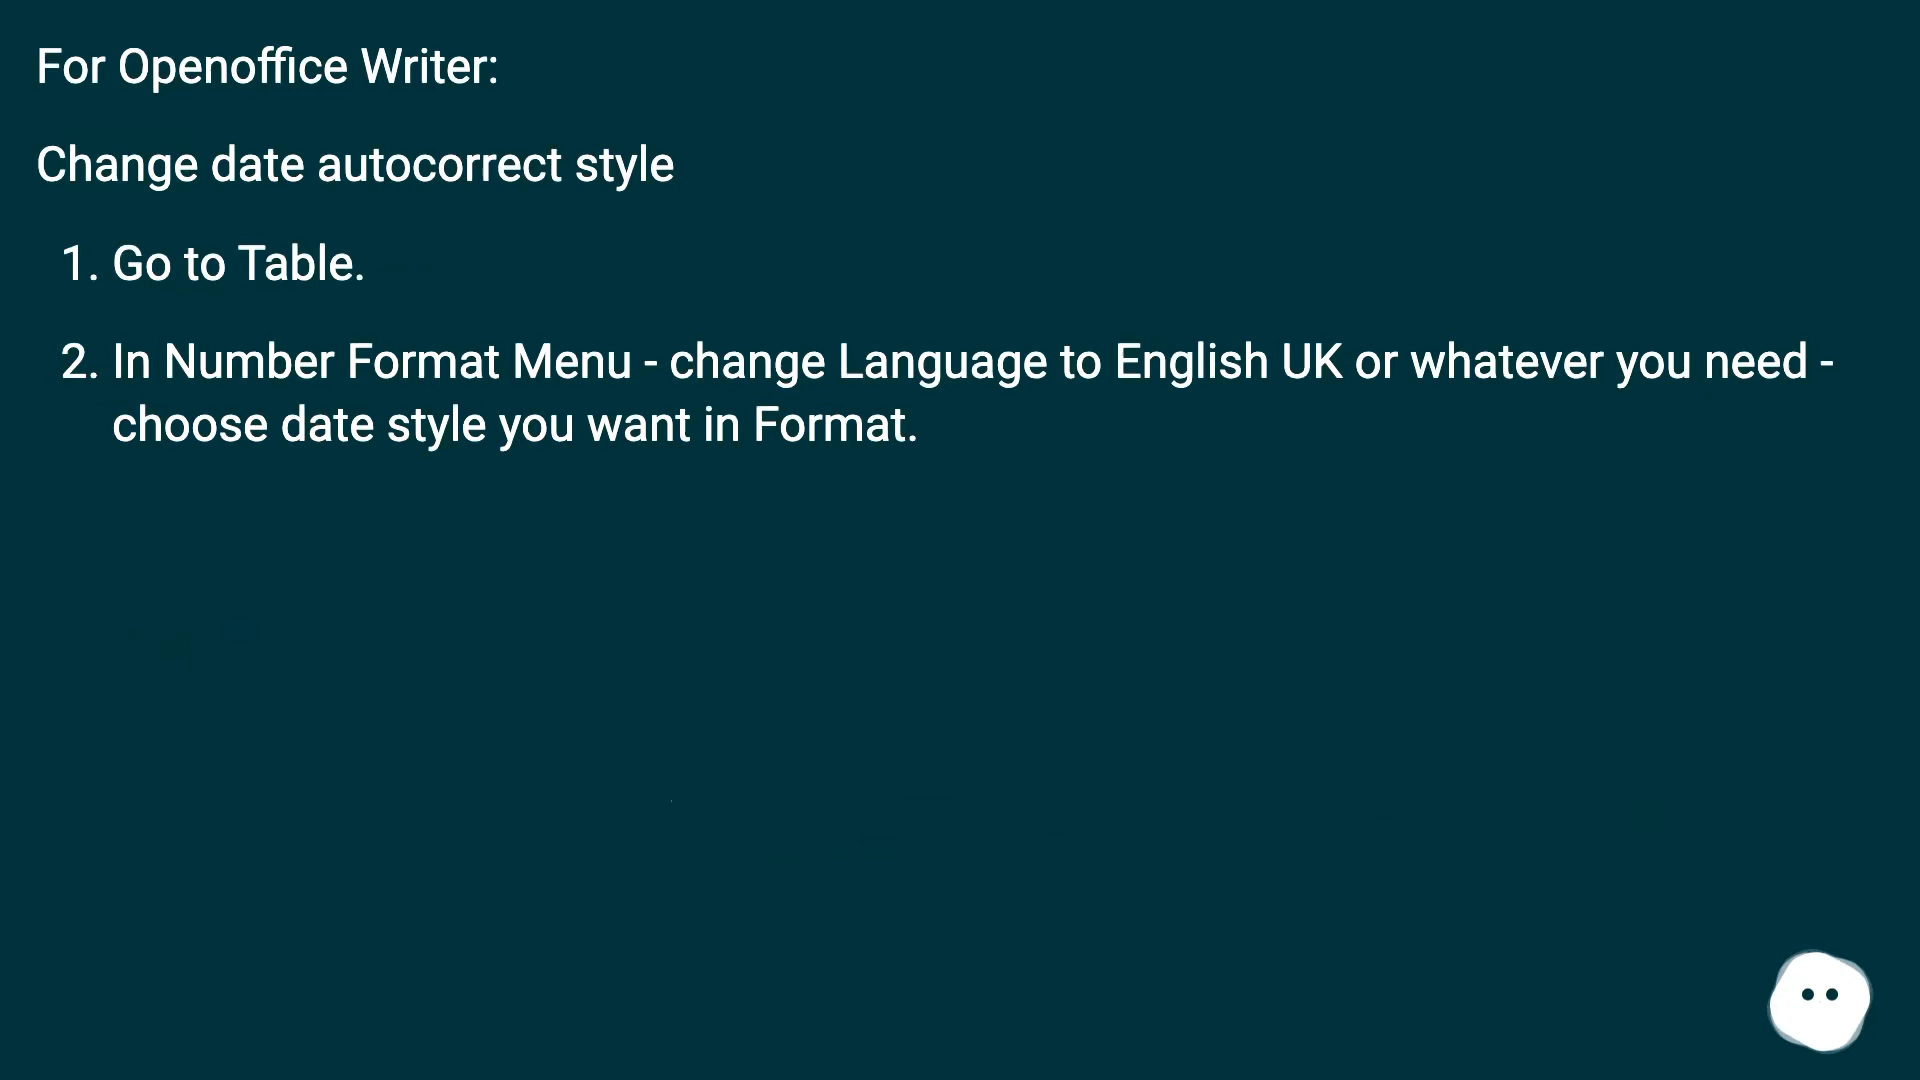 For Openoffice Writer:
Change date autocorrect style
1. Go to Table.
2. In Number Format Menu - change Language to English UK or whatever you need -
choose date style you want in Format.